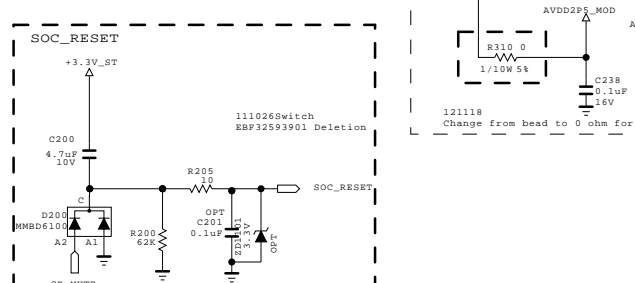 SOC_RESET
+3.3V_ST
C200
4.7uF
10V
111026Switch
EBF32593901 Deletion
R205
10
SOC_RESET
C
D200
MMBD6100
A2
A1
R200
62K
OPT
C201
0.1uF
ZD1101
3.3V
OPT
AVDD2P5_MOD
A
R310 0
1/10W 5%
C238
0.1uF
16V
121118
Change from bead to 0 ohm for